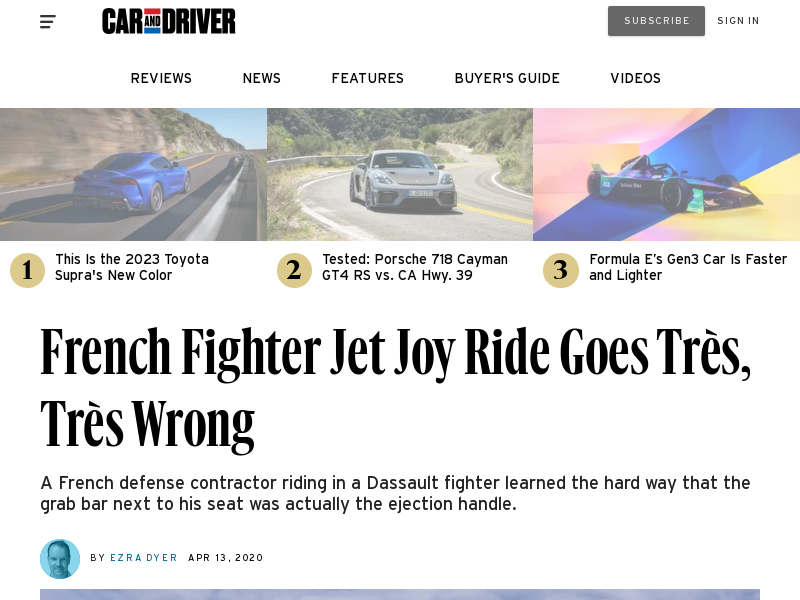 CAR AND DRIVER
SUBSCRIBE
SIGN IN
REVIEWS
NEWS
FEATURES
BUYER'S GUIDE
VIDEOS
1
This Is the 2023 Toyota
Supra's New Color
2
Tested: Porsche 718 Cayman
GT4 RS vs. CA Hwy. 39
3
Formula E’s Gen3 Car Is Faster
and Lighter
French Fighter Jet Joy Ride Goes Très,
Très Wrong
A French defense contractor riding in a Dassault fighter learned the hard way that the
grab bar next to his seat was actually the ejection handle.
BY EZRA DYER APR 13, 2020